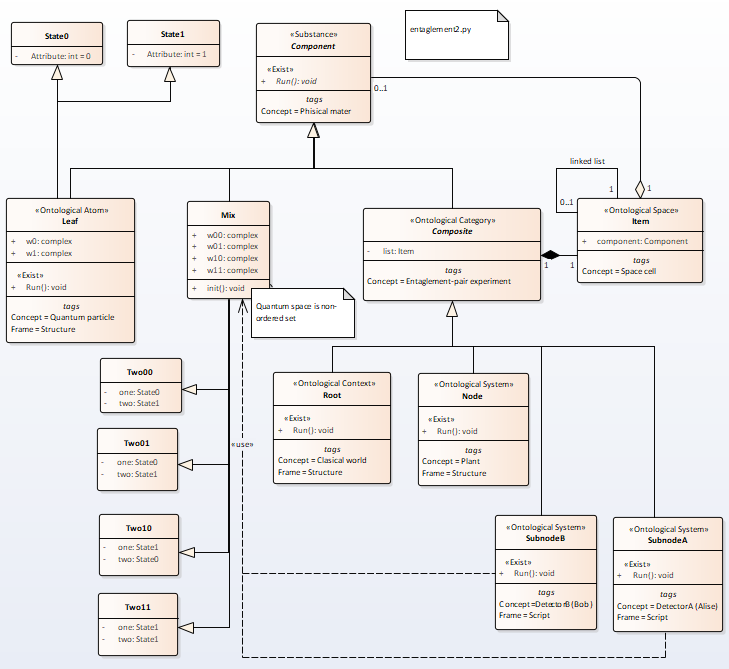 State0
- Attribute: int = 0
State1
- Attribute: int = 1
«Substance»
Component
«Exist»
+ Run(): void
tags
Concept = Phisical mater
entaglement2.py
0..1
linked list
1
0..1
1
«Ontological Atom»
Leaf
+ w0: complex
+ w1: complex
«Exist»
+ Run(): void
tags
Concept = Quantum particle
Frame = Structure
Mix
+ w00: complex
+ w01: complex
+ w10: complex
+ w11: complex
+ init(): void
Quantum space is non-
ordered set
«Ontological Category»
Composite
- list: Item
tags
Concept = Entaglement-pair experiment
1
1
«Ontological Space»
Item
+ component: Component
tags
Concept = Space cell
Two00
- one: State0
- two: State1
Two01
- one: State0
- two: State1
Two10
- one: State1
- two: State0
Two11
- one: State1
- two: State1
«use»
«Ontological Context»
Root
«Exist»
+ Run(): void
tags
Concept = Clasical world
Frame = Structure
«Ontological System»
Node
«Exist»
+ Run(): void
tags
Concept = Plant
Frame = Structure
«Ontological System»
SubnodeB
«Exist»
+ Run(): void
tags
Concept =DetectorB (Bob)
Frame = Script
«Ontological System»
SubnodeA
«Exist»
+ Run(): void
tags
Concept = DetectorA (Alise)
Frame = Script